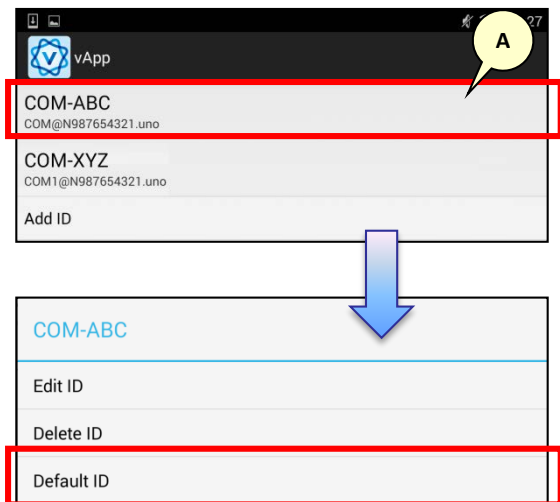 27
A
vApp
COM-ABC
COM@N987654321.uno
COM-XYZ
COM1@N987654321.uno
Add ID
COM-ABC
Edit ID
Delete ID
Default ID